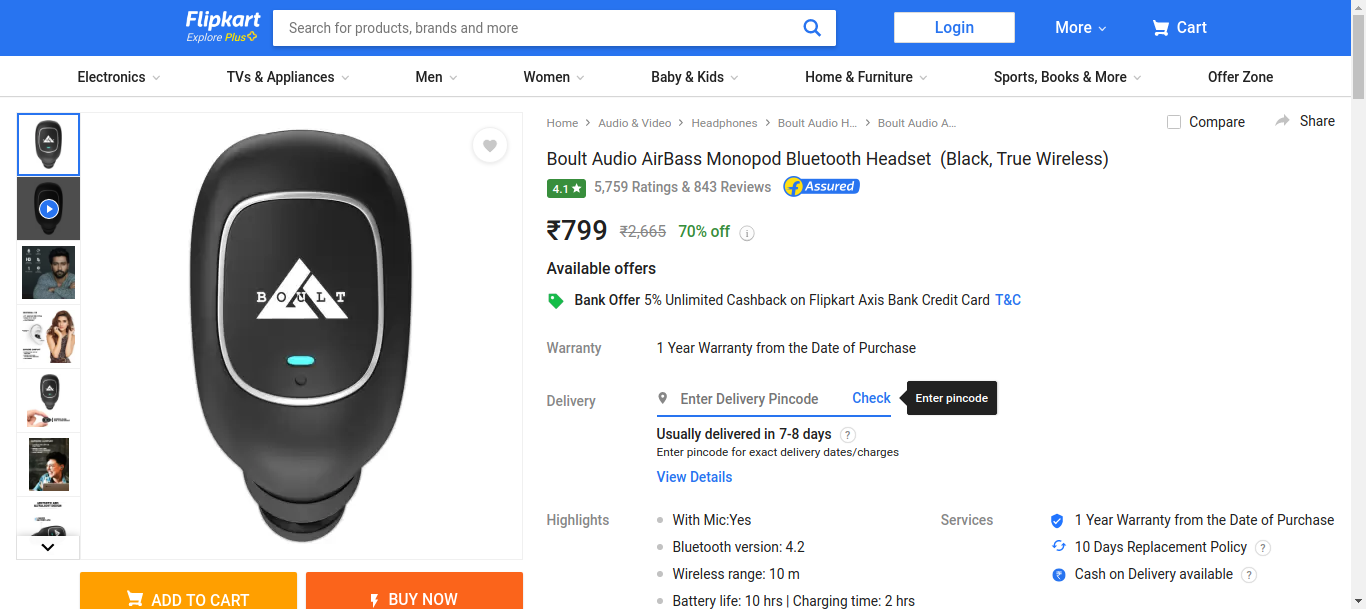 Flipkart
Explore Plus
Search for products, brands and more
Login
More
Cart
Electronics
TVs & Appliances
Men
Women
Baby & Kids
Home & Furniture
Sports, Books & More
Offer Zone
BOULT
Home
Audio & Video
Headphones
Boult Audio H...
Boult Audio A...
Compare
Share
Boult Audio AirBass Monopod Bluetooth Headset (Black, True Wireless)
4.1★ 5,759 Ratings & 843 Reviews Assured
₹799 ₹2,665 70% off
Available offers
Bank Offer 5% Unlimited Cashback on Flipkart Axis Bank Credit Card T&C
Warranty
1 Year Warranty from the Date of Purchase
Delivery
Enter Delivery Pincode
Check
Enter pincode
Usually delivered in 7-8 days ?
Enter pincode for exact delivery dates/charges
View Details
Highlights
With Mic:Yes
Bluetooth version: 4.2
Wireless range: 10 m
Battery life: 10 hrs | Charging time: 2 hrs
Services
1 Year Warranty from the Date of Purchase
10 Days Replacement Policy ?
Cash on Delivery available ?
ADD TO CART
BUY NOW